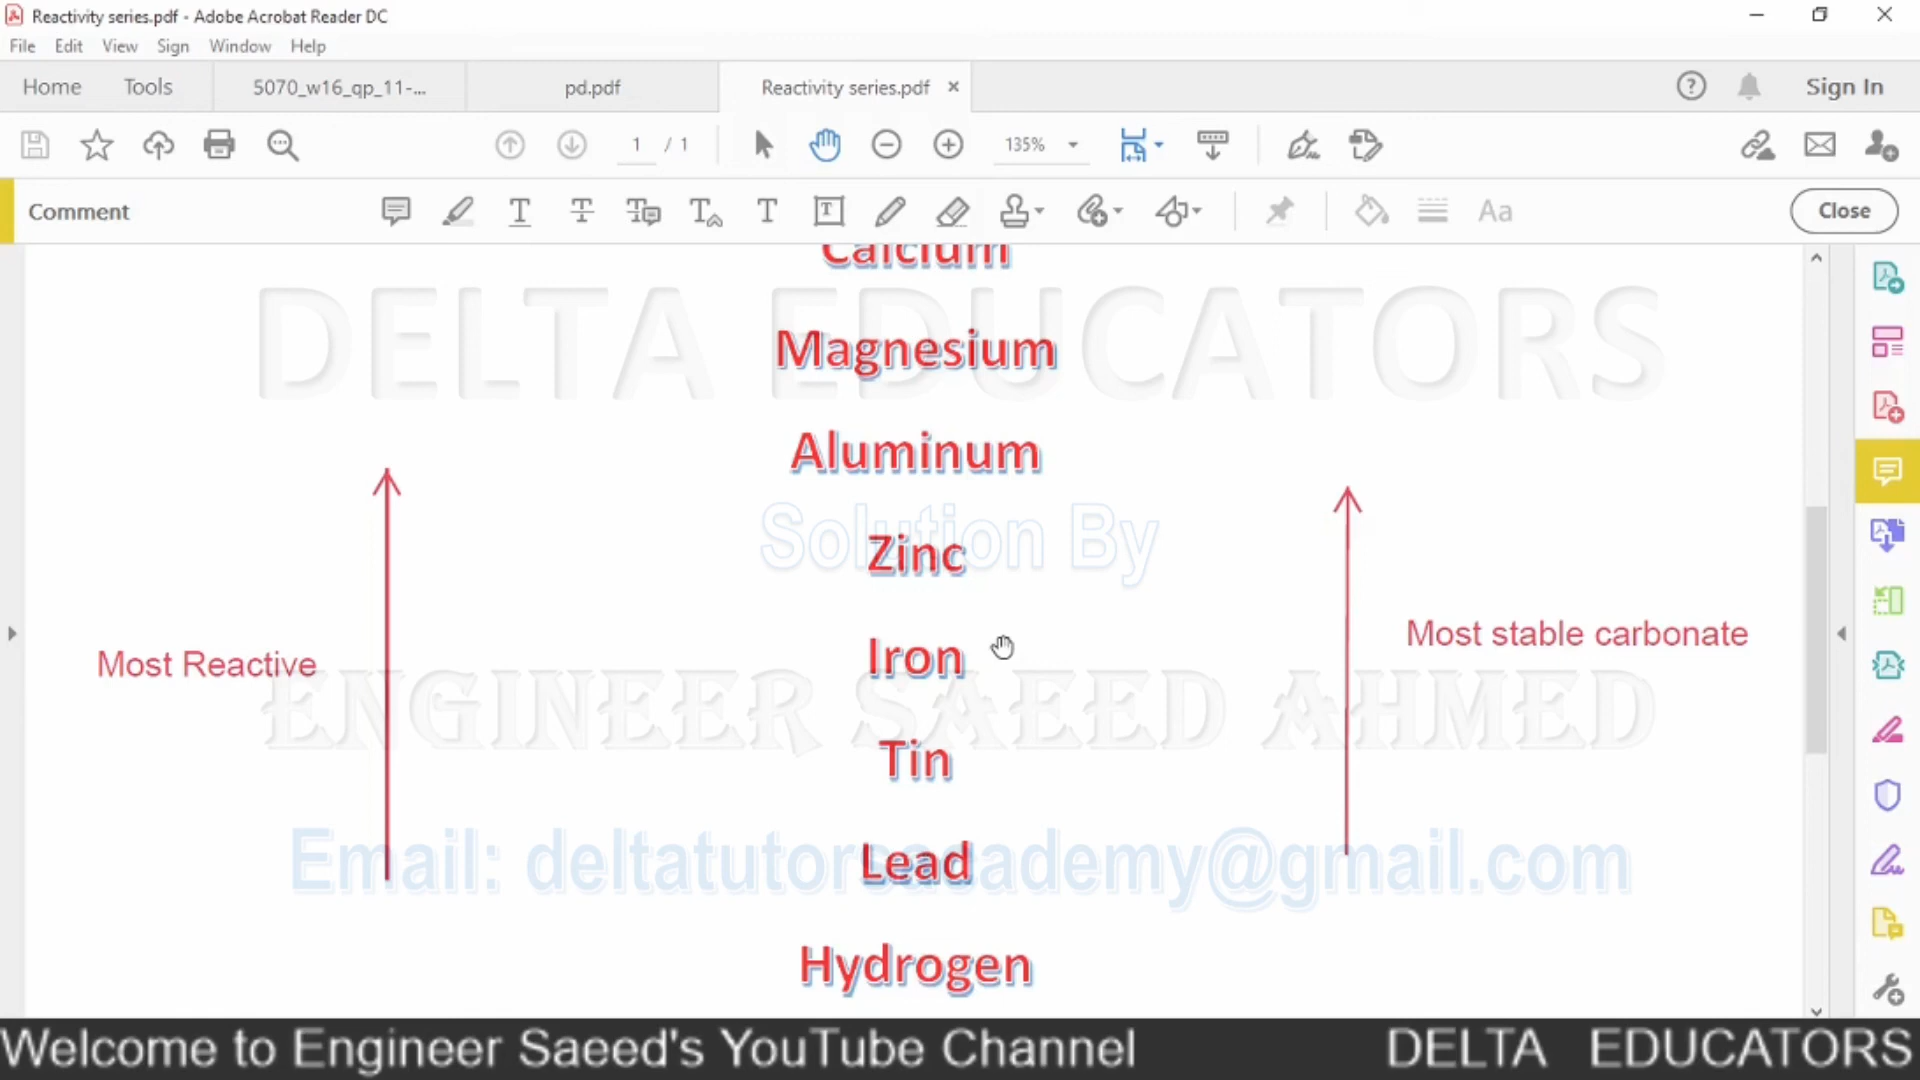 Reactivity series.pdf - Adobe Acrobat Reader DC
File Edit View Sign Window Help
Home Tools 5070_w16_qp_11-... pd.pdf Reactivity series.pdf × Sign In
1 / 1 135%
Comment Close
Calcium
DELTA EDUCATORS
Magnesium
Aluminum
Solution By
Zinc
Most stable carbonate
Iron
Most Reactive
ENGINEER SAEED AHMED
Tin
Email: deltatutorsacademy@gmail.com
Lead
Hydrogen
Welcome to Engineer Saeed's YouTube Channel DELTA EDUCATORS